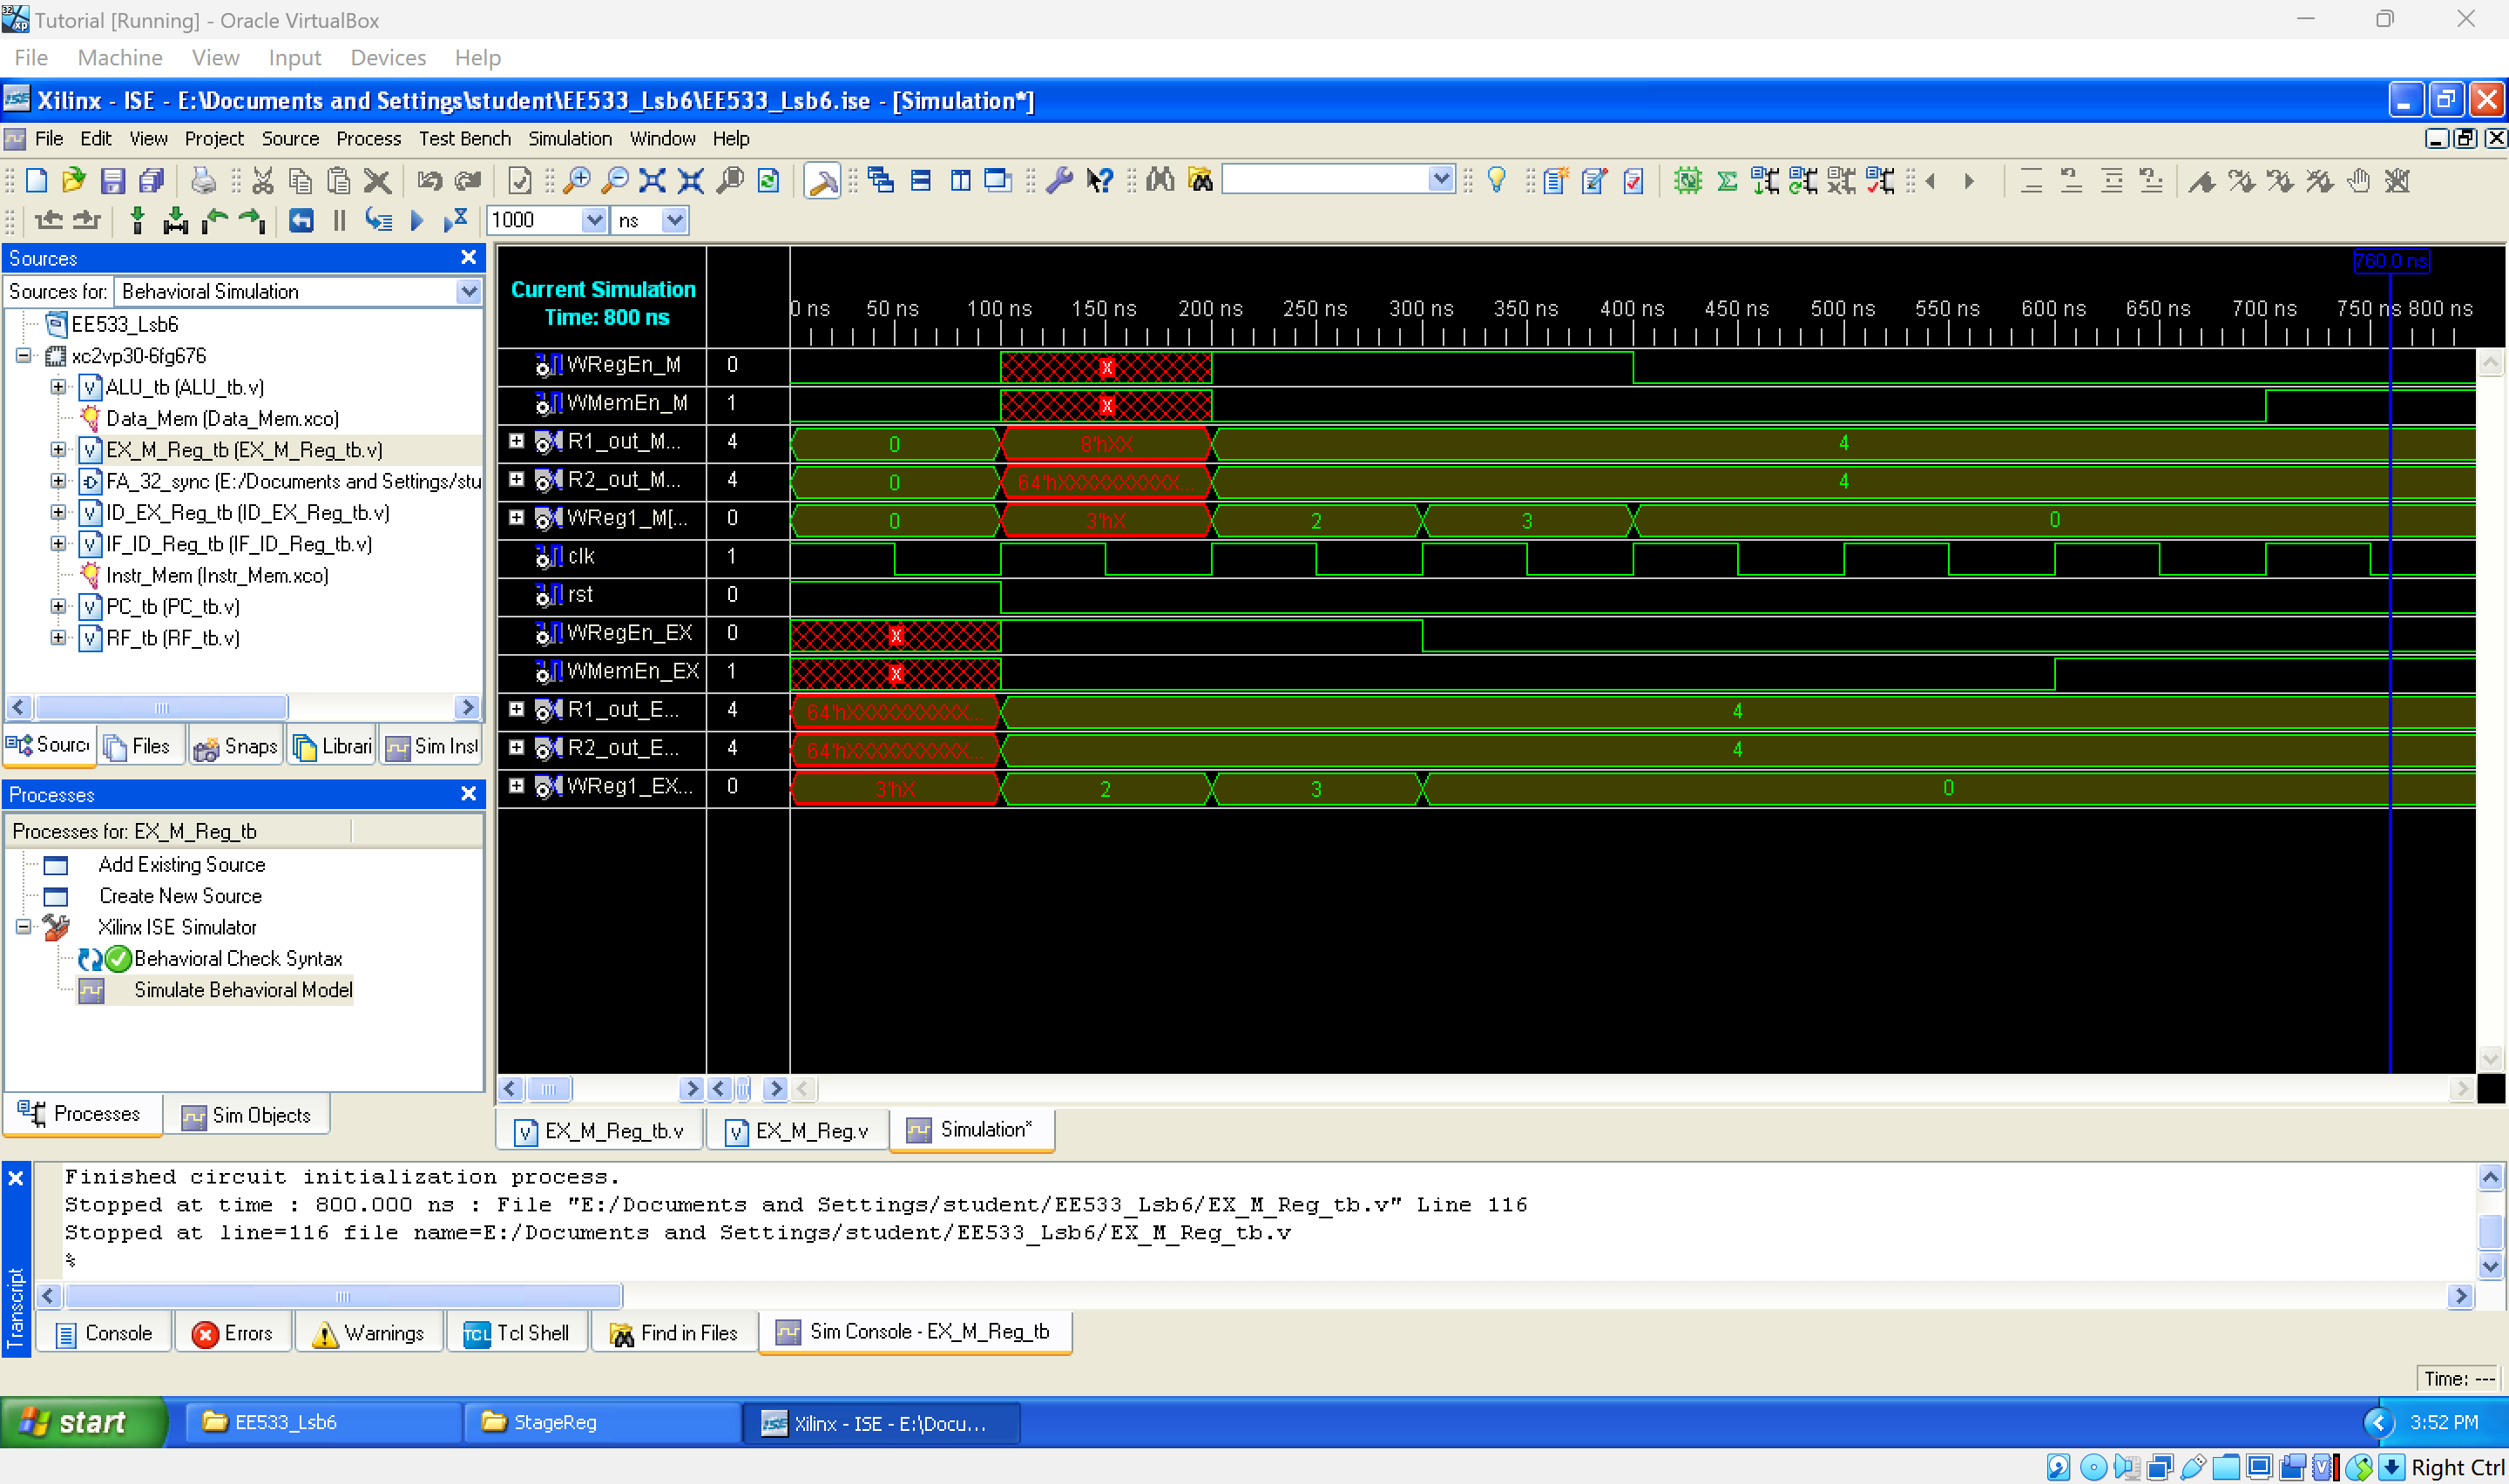 Tutorial [Running] - Oracle VirtualBox
File Machine View Input Devices Help
Xilinx - ISE - E:\Documents and Settings\student\EE533_Lsb6\EE533_Lsb6.ise - [Simulation*]
File Edit View Project Source Process Test Bench Simulation Window Help
1000 ns
Sources
Sources for: Behavioral Simulation
EE533_Lsb6
xc2vp30-6fg676
ALU_tb (ALU_tb.v)
Data_Mem (Data_Mem.xco)
EX_M_Reg_tb (EX_M_Reg_tb.v)
FA_32_sync (E:/Documents and Settings/stu
ID_EX_Reg_tb (ID_EX_Reg_tb.v)
IF_ID_Reg_tb (IF_ID_Reg_tb.v)
Instr_Mem (Instr_Mem.xco)
PC_tb (PC_tb.v)
RF_tb (RF_tb.v)
Sourc Files Snaps Librari Sim Inst
Processes
Processes for: EX_M_Reg_tb
Add Existing Source
Create New Source
Xilinx ISE Simulator
Behavioral Check Syntax
Simulate Behavioral Model
Processes Sim Objects
Current Simulation
Time: 800 ns
760.0 ns
0 ns 50 ns 100 ns 150 ns 200 ns 250 ns 300 ns 350 ns 400 ns 450 ns 500 ns 550 ns 600 ns 650 ns 700 ns 750 ns 800 ns
WRegEn_M 0 X
WMemEn_M 1 X
R1_out_M... 4 0 8'hXX 4
R2_out_M... 4 0 64'hXXXXXXXXXX... 4
WReg1_M[... 0 0 3'hX 2 3 0
clk 1
rst 0
WRegEn_EX 0 X
WMemEn_EX 1 X
R1_out_E... 4 64'hXXXXXXXXXX... 4
R2_out_E... 4 64'hXXXXXXXXXX... 4
WReg1_EX... 0 3'hX 2 3 0
EX_M_Reg_tb.v EX_M_Reg.v Simulation*
Transcript
Finished circuit initialization process.
Stopped at time : 800.000 ns : File "E:/Documents and Settings/student/EE533_Lsb6/EX_M_Reg_tb.v" Line 116
Stopped at line=116 file name=E:/Documents and Settings/student/EE533_Lsb6/EX_M_Reg_tb.v
%
Console Errors Warnings Tcl Shell Find in Files Sim Console - EX_M_Reg_tb
Time: ---
start EE533_Lsb6 StageReg Xilinx - ISE - E:\Docu... 3:52 PM
Right Ctrl